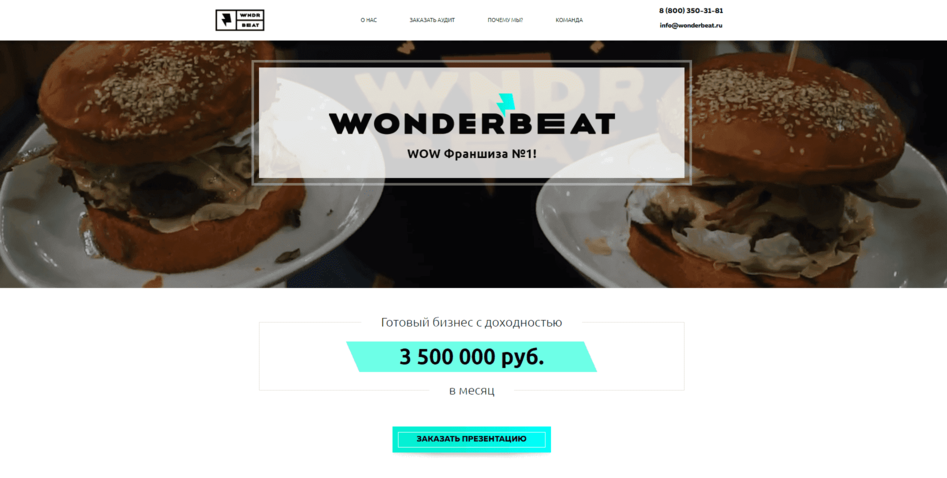 WNDR
BEAT
О НАС
ЗАКАЗАТЬ АУДИТ
ПОЧЕМУ МЫ?
КОМАНДА
8 (800) 350-31-81
info@wonderbeat.ru
WNDR
WONDERBEAT
WOW Франшиза №1!
Готовый бизнес с доходностью
3 500 000 руб.
в месяц
ЗАКАЗАТЬ ПРЕЗЕНТАЦИЮ